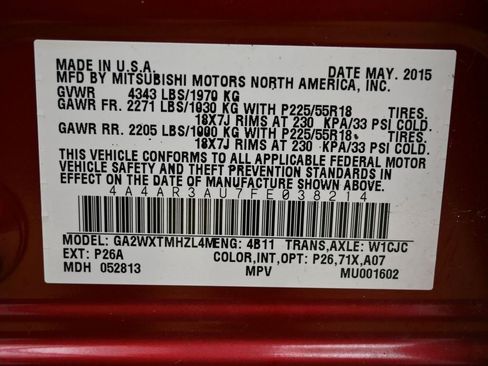 MADE IN U.S.A. DATE MAY. 2015
MFD BY MITSUBISHI MOTORS NORTH AMERICA, INC.
GVWR 4343 LBS/1970 KG
GAWR FR. 2271 LBS/1030 KG WITH P225/55R18 TIRES,
18X7J RIMS AT 230 KPA/33 PSI COLD.
GAWR RR. 2205 LBS/1000 KG WITH P225/55R18 TIRES,
18X7J RIMS AT 230 KPA/33 PSI COLD.
THIS VEHICLE CONFORMS TO ALL APPLICABLE FEDERAL MOTOR
VEHICLE SAFETY AND THEFT PREVENTION STANDARDS IN
EFFECT ON THE DATE OF MANUFACTURE SHOWN ABOVE.
4A4AR3AU7FE038214
MODEL: GA2WXTMHZL4M ENG: 4B11 TRANS,AXLE: W1CJC
EXT: P26A COLOR,INT,OPT: P26,71X,A07
MDH 052813 MPV MU001602